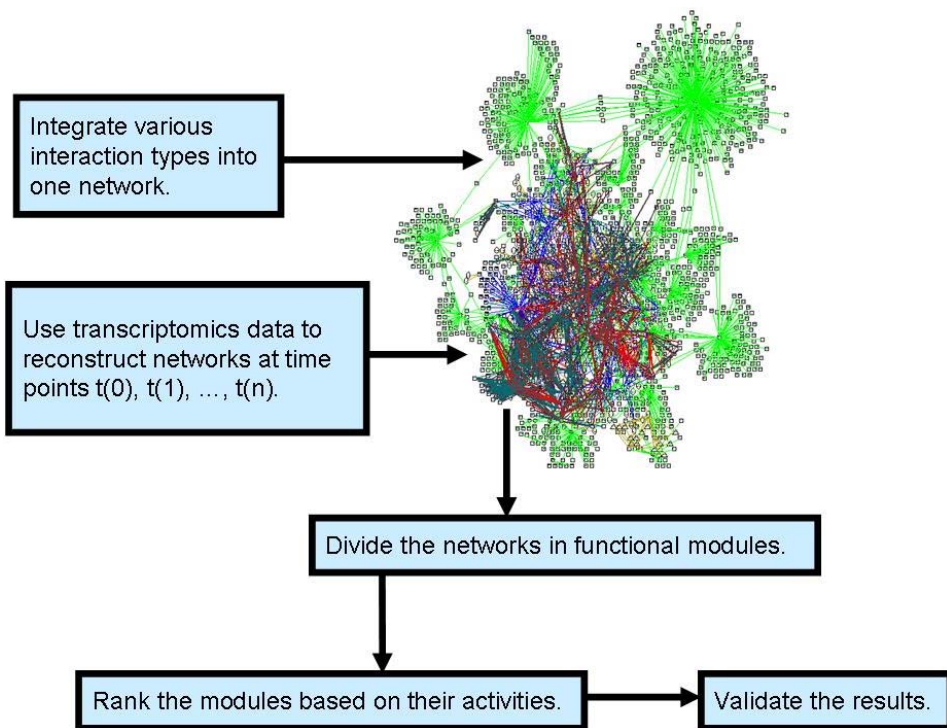 Integrate various
interaction types into
one network.
Use transcriptomics data to
reconstruct networks at time
points t(0), t(1), ..., t(n).
Divide the networks in functional modules.
Rank the modules based on their activities.
Validate the results.